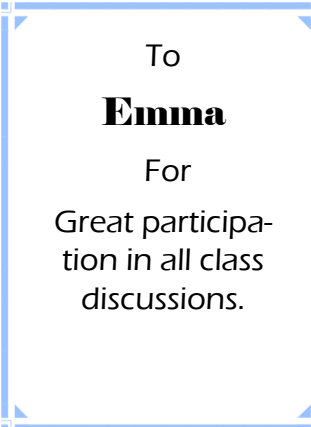 To
Emma
For
Great participa-
tion in all class
discussions.